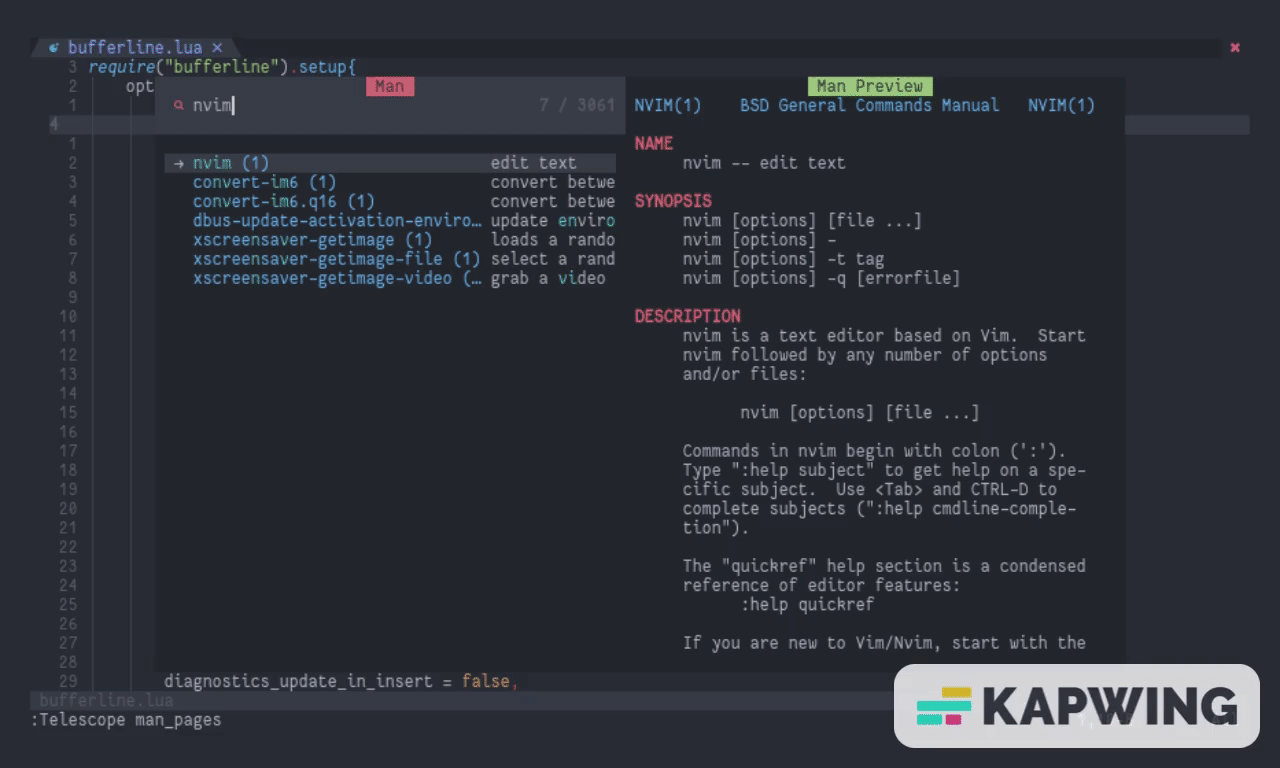 bufferline.lua ×
3 require("bufferline").setup{
2 opt
1
4
1
2
3
4
5
6
7
8
9
10
11
12
13
14
15
16
17
18
19
20
21
22
23
24
25
26
27
28
29 diagnostics_update_in_insert = false,
Man
nvim 7 / 3061
→ nvim (1) edit text
convert-im6 (1) convert betwe
convert-im6.q16 (1) convert betwe
dbus-update-activation-enviro… update enviro
xscreensaver-getimage (1) loads a rando
xscreensaver-getimage-file (1) select a rand
xscreensaver-getimage-video (… grab a video
Man Preview
NVIM(1) BSD General Commands Manual NVIM(1)
NAME
nvim -- edit text
SYNOPSIS
nvim [options] [file ...]
nvim [options] -
nvim [options] -t tag
nvim [options] -q [errorfile]
DESCRIPTION
nvim is a text editor based on Vim. Start
nvim followed by any number of options
and/or files:
nvim [options] [file ...]
Commands in nvim begin with colon (':').
Type ":help subject" to get help on a spe-
cific subject. Use <Tab> and CTRL-D to
complete subjects (":help cmdline-comple-
tion").
The "quickref" help section is a condensed
reference of editor features:
:help quickref
If you are new to Vim/Nvim, start with the
bufferline.lua
:Telescope man_pages
KAPWING